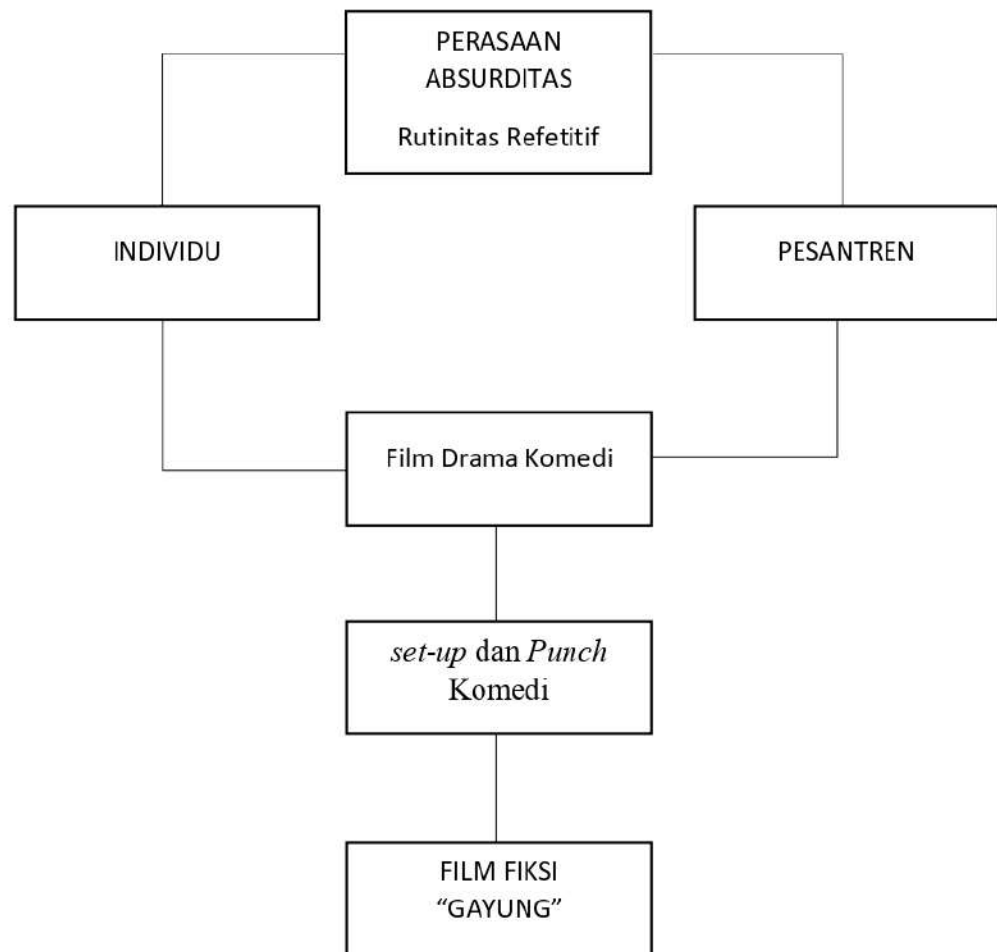 PERASAAN
ABSURDITAS
Rutinitas Refetitif
INDIVIDU
PESANTREN
Film Drama Komedi
set-up dan Punch
Komedi
FILM FIKSI
“GAYUNG”